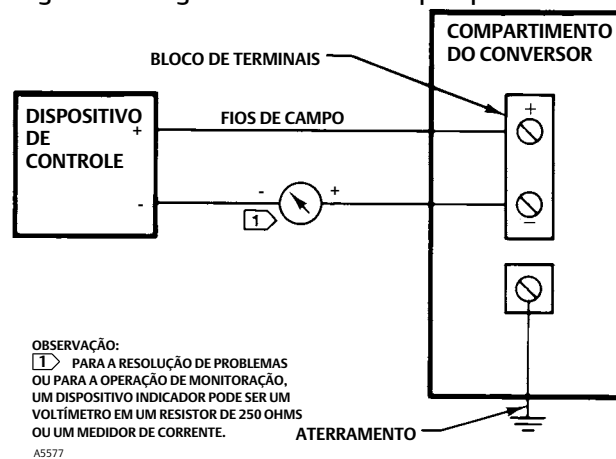 COMPARTIMENTO
DO CONVERSOR
BLOCO DE TERMINAIS
DISPOSITIVO
DE
CONTROLE
+
FIOS DE CAMPO
+
-
-
+
1
–
OBSERVAÇÃO:
1 PARA A RESOLUÇÃO DE PROBLEMAS
OU PARA A OPERAÇÃO DE MONITORAÇÃO,
UM DISPOSITIVO INDICADOR PODE SER UM
VOLTÍMETRO EM UM RESISTOR DE 250 OHMS
OU UM MEDIDOR DE CORRENTE.
ATERRAMENTO
A5577